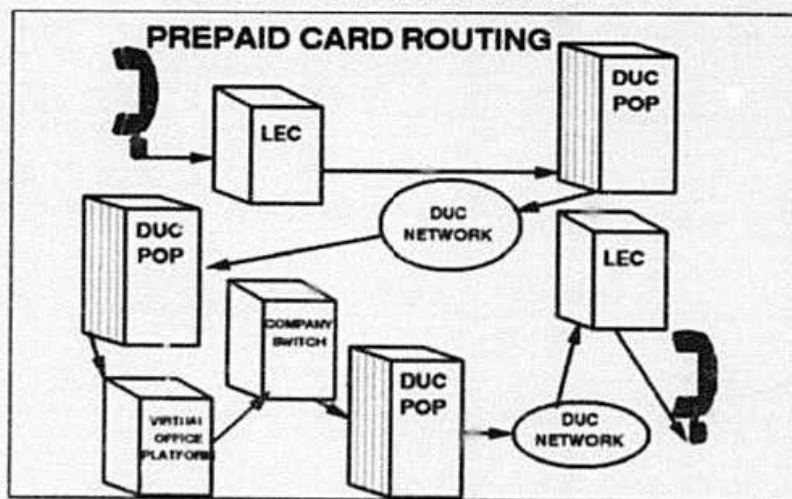 PREPAID CARD ROUTING
LEC
DUC
POP
DUC
NETWORK
DUC
POP
LEC
COMPANY
SWITCH
DUC
POP
VIRTUAL
OFFICE
PLATFORM
DUC
NETWORK